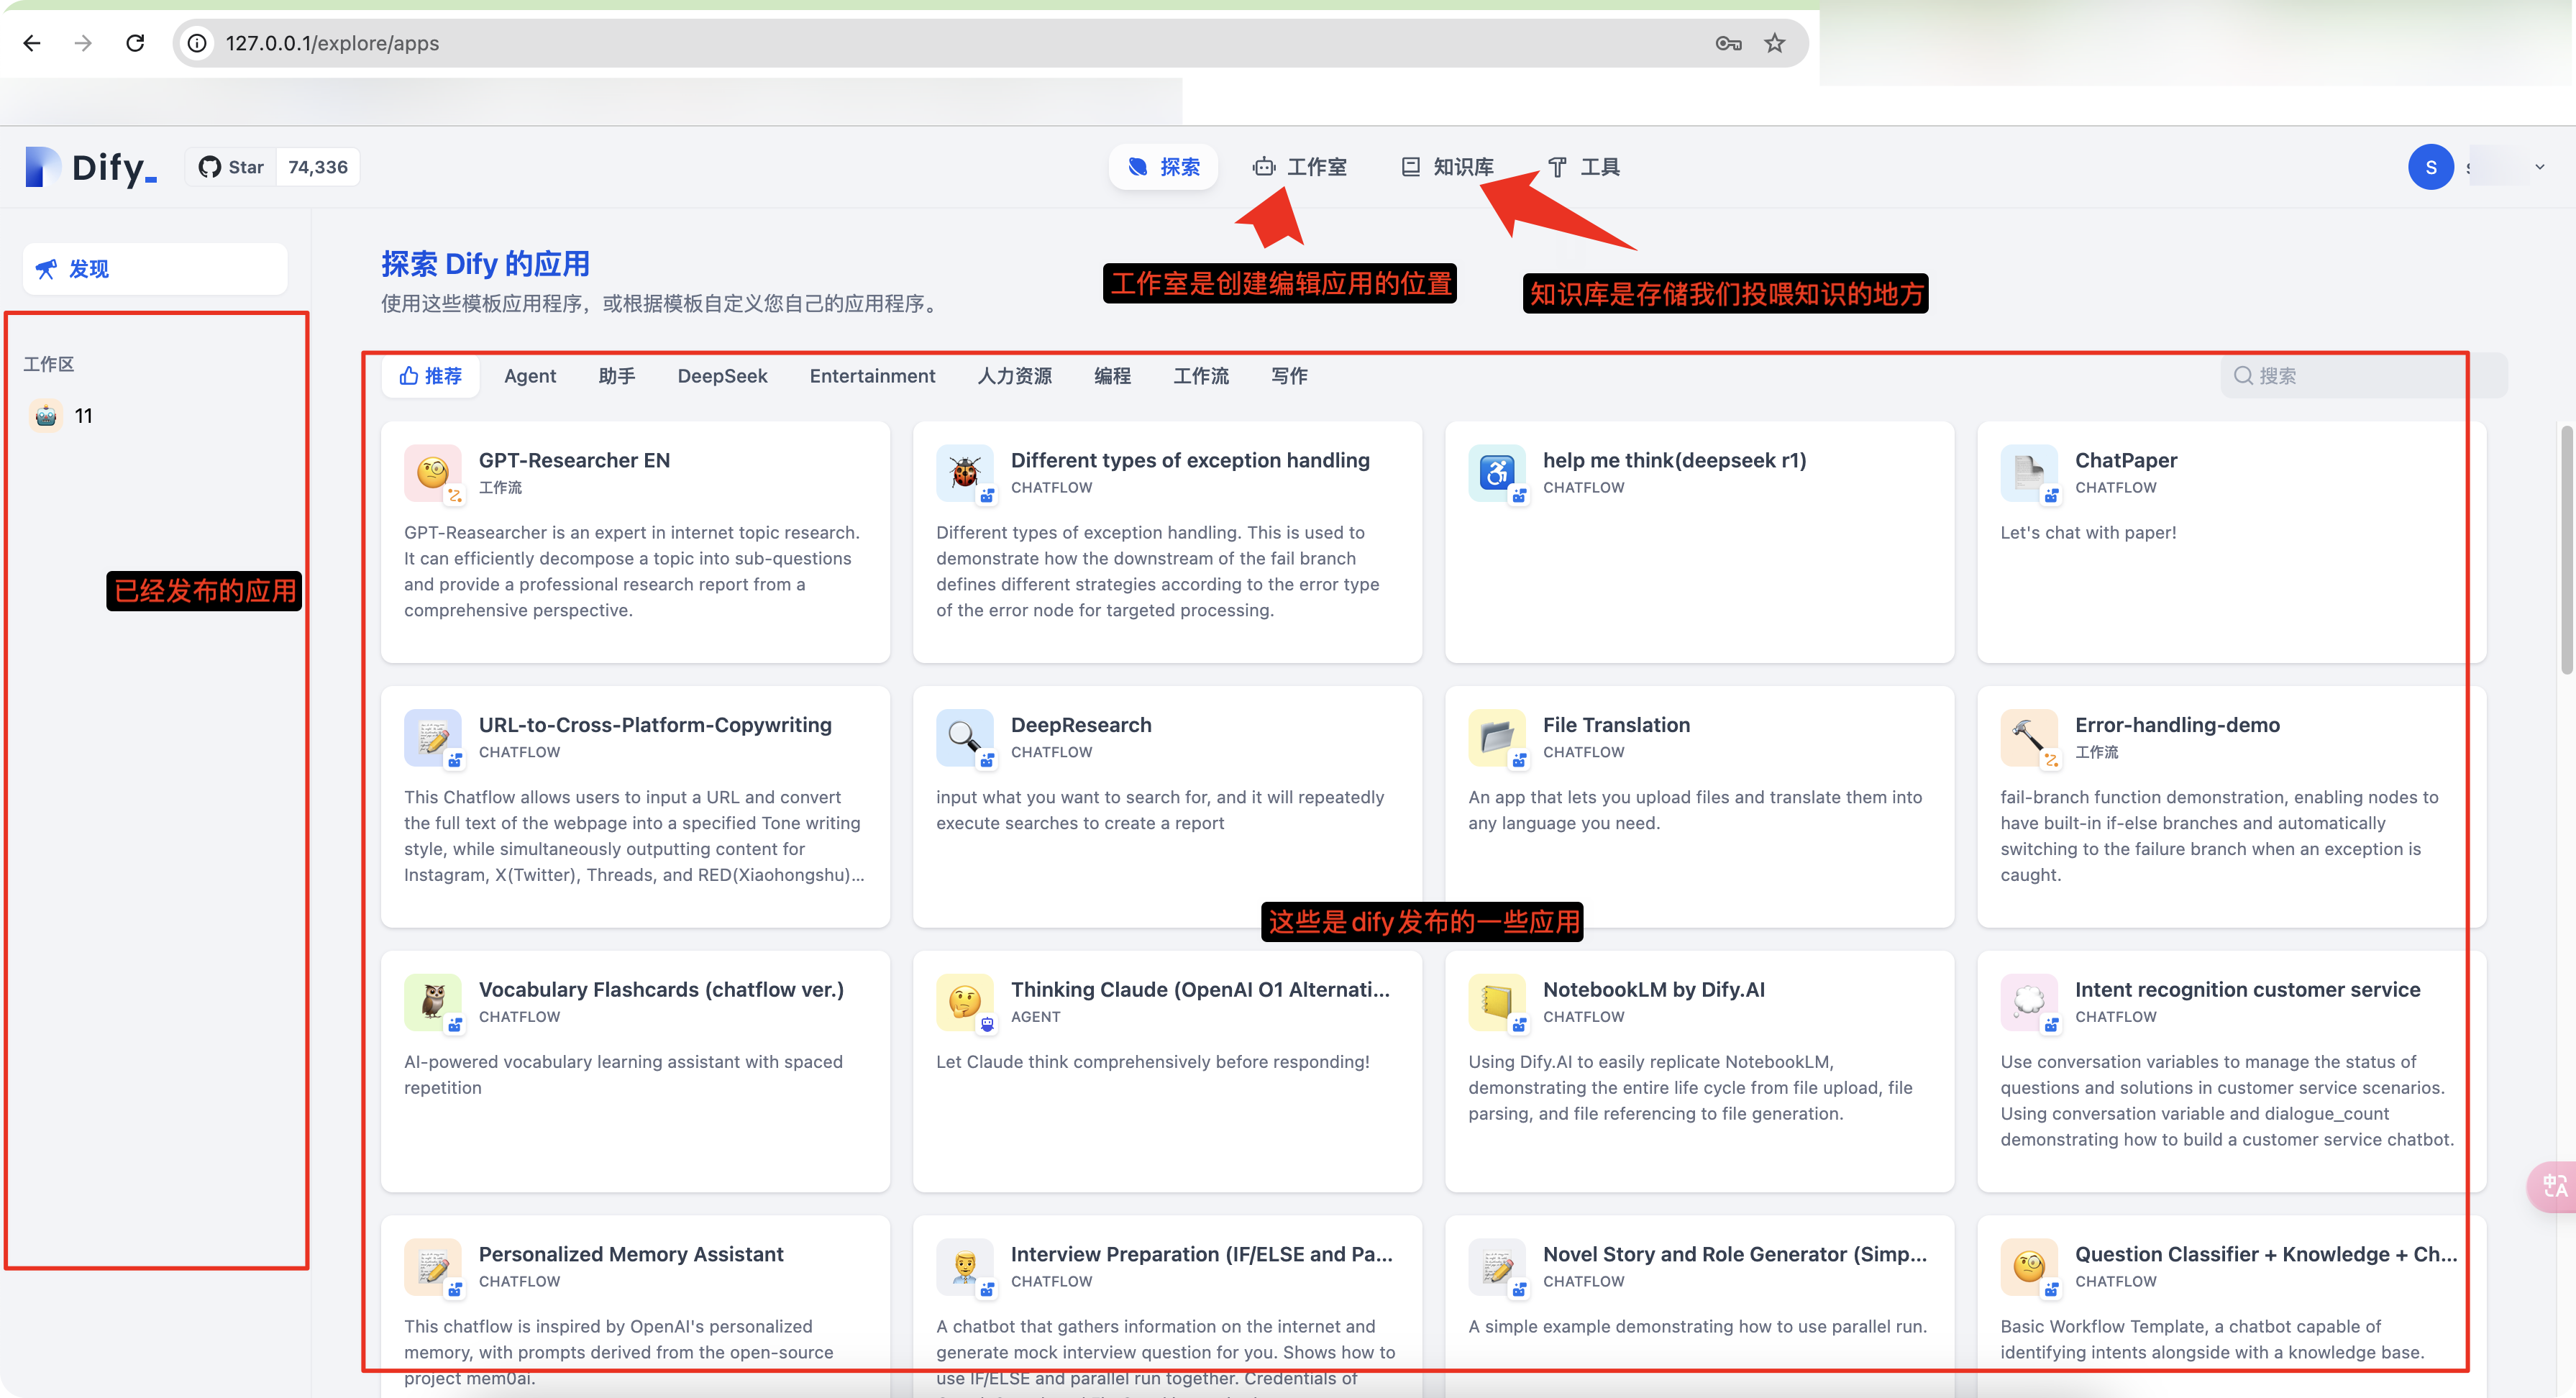 127.0.0.1/explore/apps
Dify_
Star 74,336
探索 工作室 知识库 工具
S
发现
探索 Dify 的应用
使用这些模板应用程序，或根据模板自定义您自己的应用程序。
工作室是创建编辑应用的位置
知识库是存储我们投喂知识的地方
工作区
11
已经发布的应用
推荐 Agent 助手 DeepSeek Entertainment 人力资源 编程 工作流 写作
搜索
GPT-Researcher EN
工作流
GPT-Reasearcher is an expert in internet topic research.
It can efficiently decompose a topic into sub-questions
and provide a professional research report from a
comprehensive perspective.
Different types of exception handling
CHATFLOW
Different types of exception handling. This is used to
demonstrate how the downstream of the fail branch
defines different strategies according to the error type
of the error node for targeted processing.
help me think(deepseek r1)
CHATFLOW
ChatPaper
CHATFLOW
Let's chat with paper!
URL-to-Cross-Platform-Copywriting
CHATFLOW
This Chatflow allows users to input a URL and convert
the full text of the webpage into a specified Tone writing
style, while simultaneously outputting content for
Instagram, X(Twitter), Threads, and RED(Xiaohongshu)...
DeepResearch
CHATFLOW
input what you want to search for, and it will repeatedly
execute searches to create a report
File Translation
CHATFLOW
An app that lets you upload files and translate them into
any language you need.
Error-handling-demo
工作流
fail-branch function demonstration, enabling nodes to
have built-in if-else branches and automatically
switching to the failure branch when an exception is
caught.
这些是dify发布的一些应用
Vocabulary Flashcards (chatflow ver.)
CHATFLOW
AI-powered vocabulary learning assistant with spaced
repetition
Thinking Claude (OpenAI O1 Alternati...
AGENT
Let Claude think comprehensively before responding!
NotebookLM by Dify.AI
CHATFLOW
Using Dify.AI to easily replicate NotebookLM,
demonstrating the entire life cycle from file upload, file
parsing, and file referencing to file generation.
Intent recognition customer service
CHATFLOW
Use conversation variables to manage the status of
questions and solutions in customer service scenarios.
Using conversation variable and dialogue_count
demonstrating how to build a customer service chatbot.
Personalized Memory Assistant
CHATFLOW
This chatflow is inspired by OpenAI's personalized
memory, with prompts derived from the open-source
project mem0ai.
Interview Preparation (IF/ELSE and Pa...
CHATFLOW
A chatbot that gathers information on the internet and
generate mock interview question for you. Shows how to
use IF/ELSE and parallel run together. Credentials of
Novel Story and Role Generator (Simp...
CHATFLOW
A simple example demonstrating how to use parallel run.
Question Classifier + Knowledge + Ch...
CHATFLOW
Basic Workflow Template, a chatbot capable of
identifying intents alongside with a knowledge base.